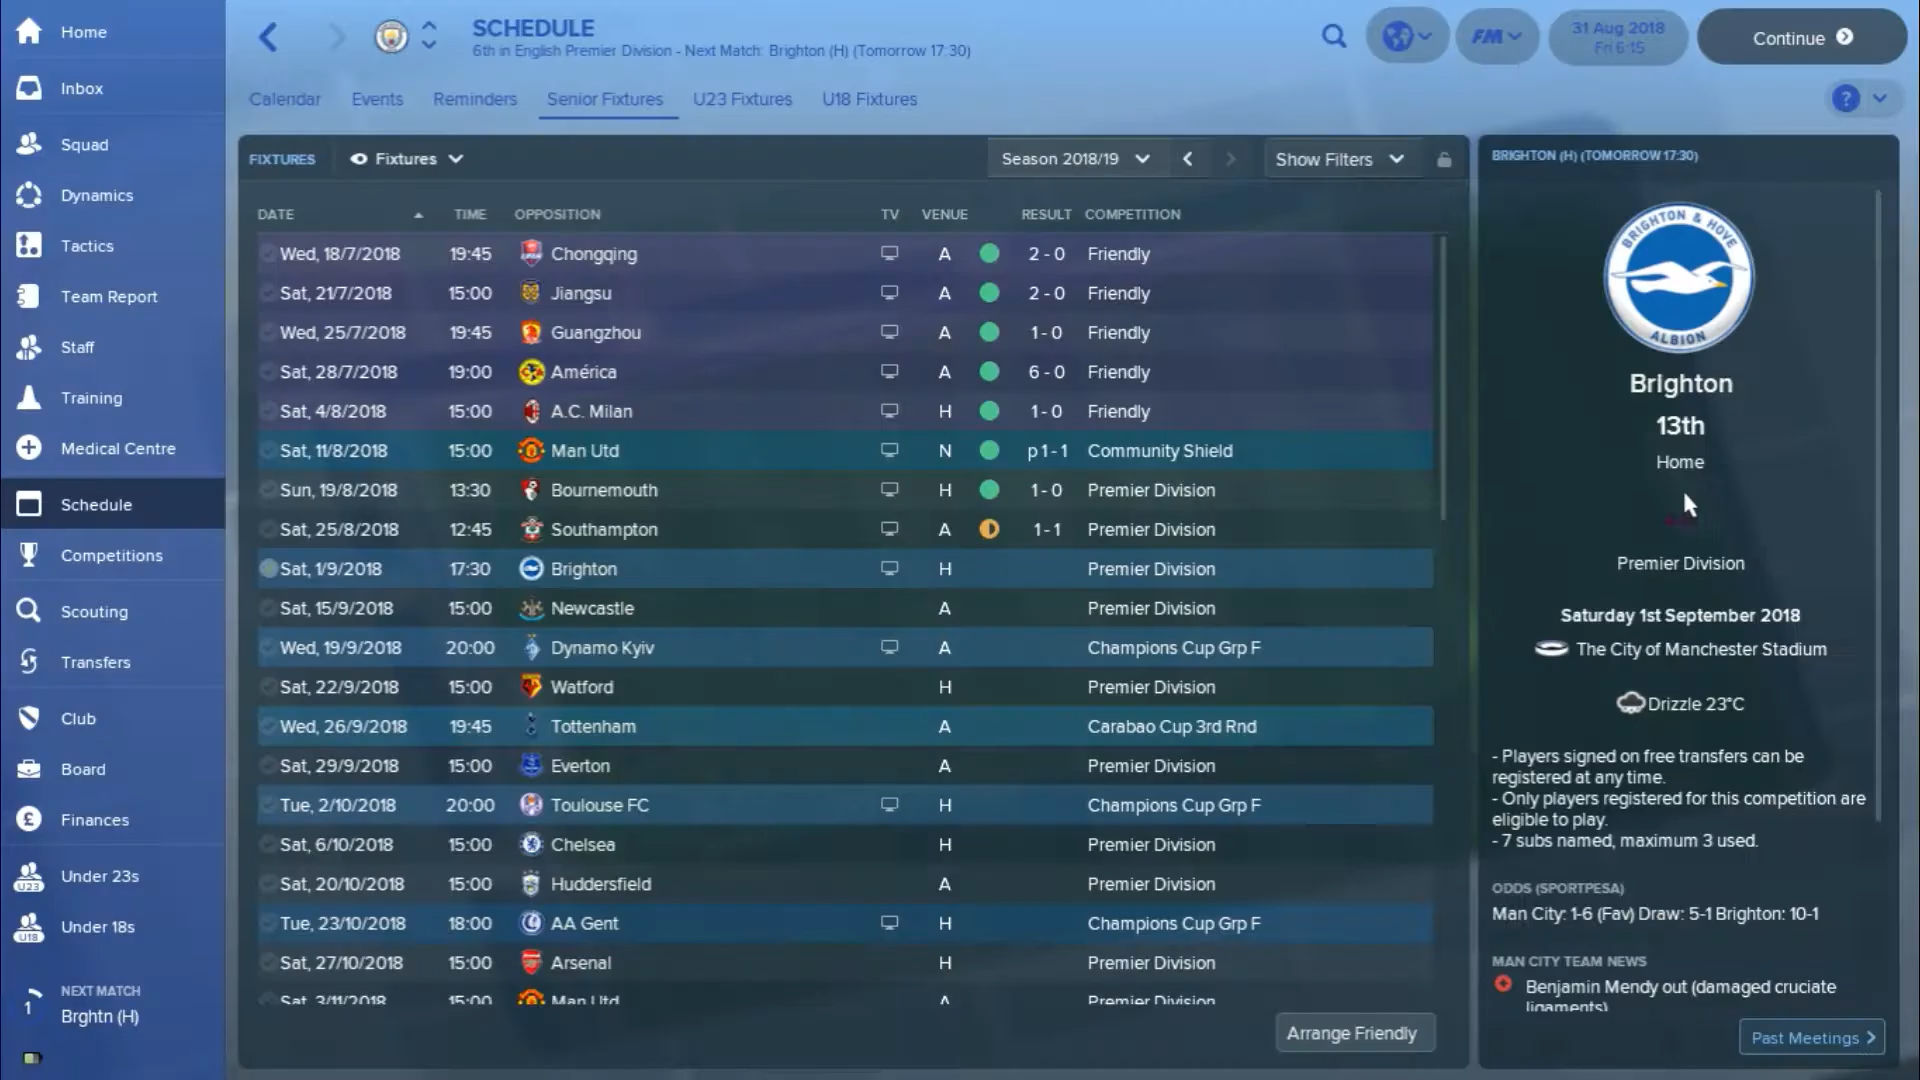 Home
Inbox
Squad
Dynamics
Tactics
Team Report
Staff
Training
Medical Centre
Schedule
Competitions
Scouting
Transfers
Club
Board
Finances
U23
Under 23s
U18
Under 18s
NEXT MATCH
1
Brghtn (H)
SCHEDULE
6th in English Premier Division - Next Match: Brighton (H) (Tomorrow 17:30)
FM
31 Aug 2018
Fri 6:15
Continue
Calendar Events Reminders Senior Fixtures U23 Fixtures U18 Fixtures
?
FIXTURES Fixtures Season 2018/19 Show Filters
DATE TIME OPPOSITION TV VENUE RESULT COMPETITION
Wed, 18/7/2018 19:45 Chongqing A 2 - 0 Friendly
Sat, 21/7/2018 15:00 Jiangsu A 2 - 0 Friendly
Wed, 25/7/2018 19:45 Guangzhou A 1 - 0 Friendly
Sat, 28/7/2018 19:00 América A 6 - 0 Friendly
Sat, 4/8/2018 15:00 A.C. Milan H 1 - 0 Friendly
Sat, 11/8/2018 15:00 Man Utd N p 1 - 1 Community Shield
Sun, 19/8/2018 13:30 Bournemouth H 1 - 0 Premier Division
Sat, 25/8/2018 12:45 Southampton A 1 - 1 Premier Division
Sat, 1/9/2018 17:30 Brighton H Premier Division
Sat, 15/9/2018 15:00 Newcastle A Premier Division
Wed, 19/9/2018 20:00 Dynamo Kyiv A Champions Cup Grp F
Sat, 22/9/2018 15:00 Watford H Premier Division
Wed, 26/9/2018 19:45 Tottenham A Carabao Cup 3rd Rnd
Sat, 29/9/2018 15:00 Everton A Premier Division
Tue, 2/10/2018 20:00 Toulouse FC H Champions Cup Grp F
Sat, 6/10/2018 15:00 Chelsea H Premier Division
Sat, 20/10/2018 15:00 Huddersfield A Premier Division
Tue, 23/10/2018 18:00 AA Gent H Champions Cup Grp F
Sat, 27/10/2018 15:00 Arsenal H Premier Division
Sat, 3/11/2018 15:00 Man Utd A Premier Division
Arrange Friendly
BRIGHTON (H) (TOMORROW 17:30)
BRIGHTON & HOVE
ALBION
Brighton
13th
Home
Premier Division
Saturday 1st September 2018
The City of Manchester Stadium
Drizzle 23°C
- Players signed on free transfers can be
registered at any time.
- Only players registered for this competition are
eligible to play.
- 7 subs named, maximum 3 used.
ODDS (SPORTPESA)
Man City: 1-6 (Fav) Draw: 5-1 Brighton: 10-1
MAN CITY TEAM NEWS
Benjamin Mendy out (damaged cruciate
ligaments)
Past Meetings